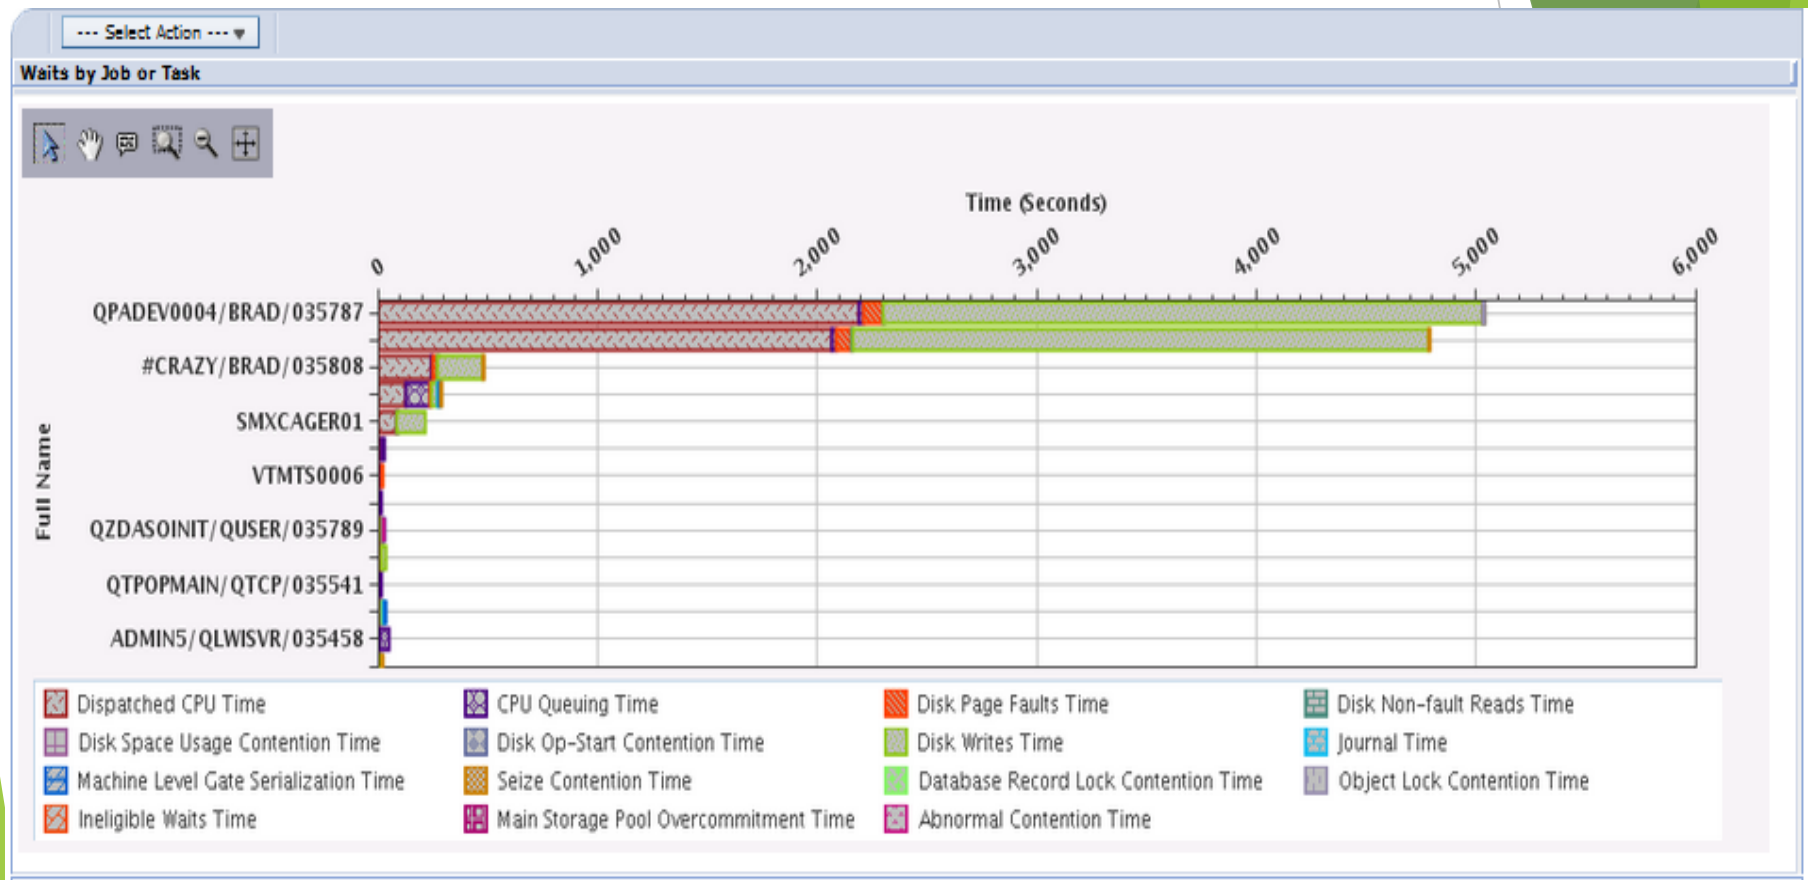 --- Select Action ---
Waits by Job or Task
Time (Seconds)
0 1,000 2,000 3,000 4,000 5,000 6,000
Full Name
QPADEV0004/BRAD/035787
#CRAZY/BRAD/035808
SMXCAGER01
VTMTS0006
QZDASOINIT/QUSER/035789
QTPOPMAIN/QTCP/035541
ADMIN5/QLWISVR/035458
Dispatched CPU Time CPU Queuing Time Disk Page Faults Time Disk Non-fault Reads Time
Disk Space Usage Contention Time Disk Op-Start Contention Time Disk Writes Time Journal Time
Machine Level Gate Serialization Time Seize Contention Time Database Record Lock Contention Time Object Lock Contention Time
Ineligible Waits Time Main Storage Pool Overcommitment Time Abnormal Contention Time